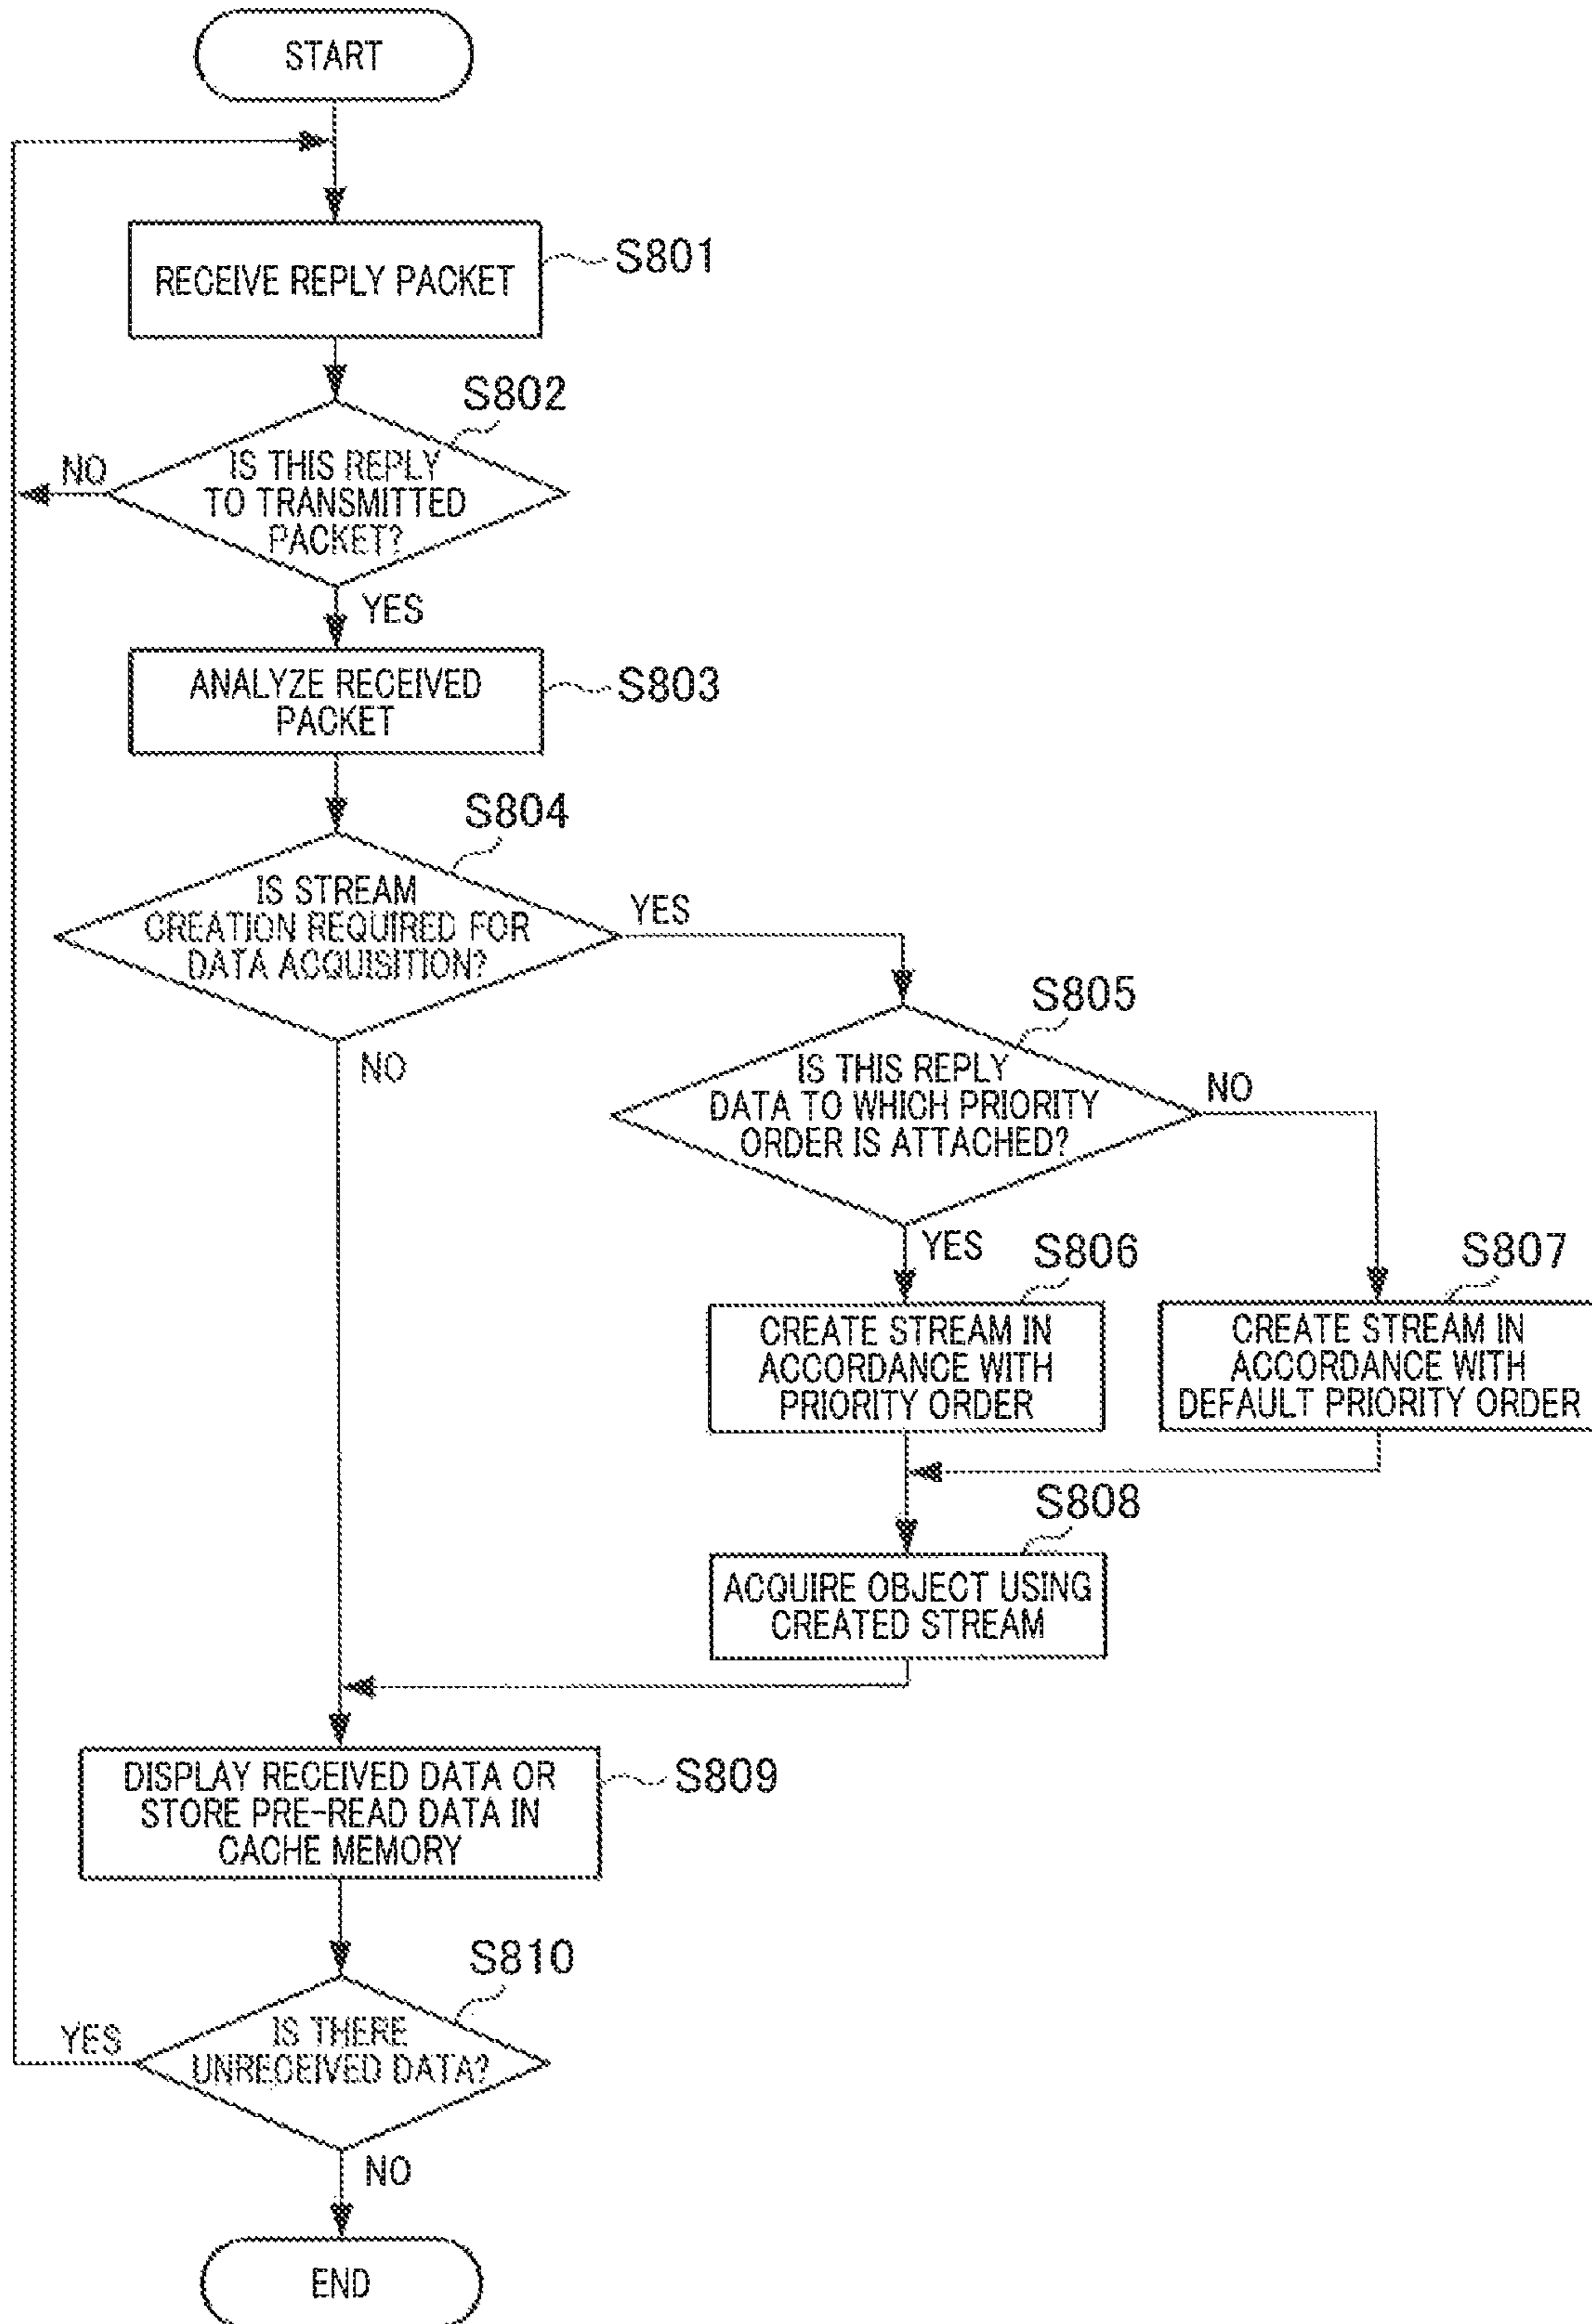 START
RECEIVE REPLY PACKET
S801
S802
IS THIS REPLY
TO TRANSMITTED
PACKET?
NO
YES
ANALYZE RECEIVED
PACKET
S803
S804
IS STREAM
CREATION REQUIRED FOR
DATA ACQUISITION?
YES
NO
S805
IS THIS REPLY
DATA TO WHICH PRIORITY
ORDER IS ATTACHED?
NO
YES
S806
CREATE STREAM IN
ACCORDANCE WITH
PRIORITY ORDER
S807
CREATE STREAM IN
ACCORDANCE WITH
DEFAULT PRIORITY ORDER
S808
ACQUIRE OBJECT USING
CREATED STREAM
DISPLAY RECEIVED DATA OR
STORE PRE-READ DATA IN
CACHE MEMORY
S809
S810
IS THERE
UNRECEIVED DATA?
YES
NO
END